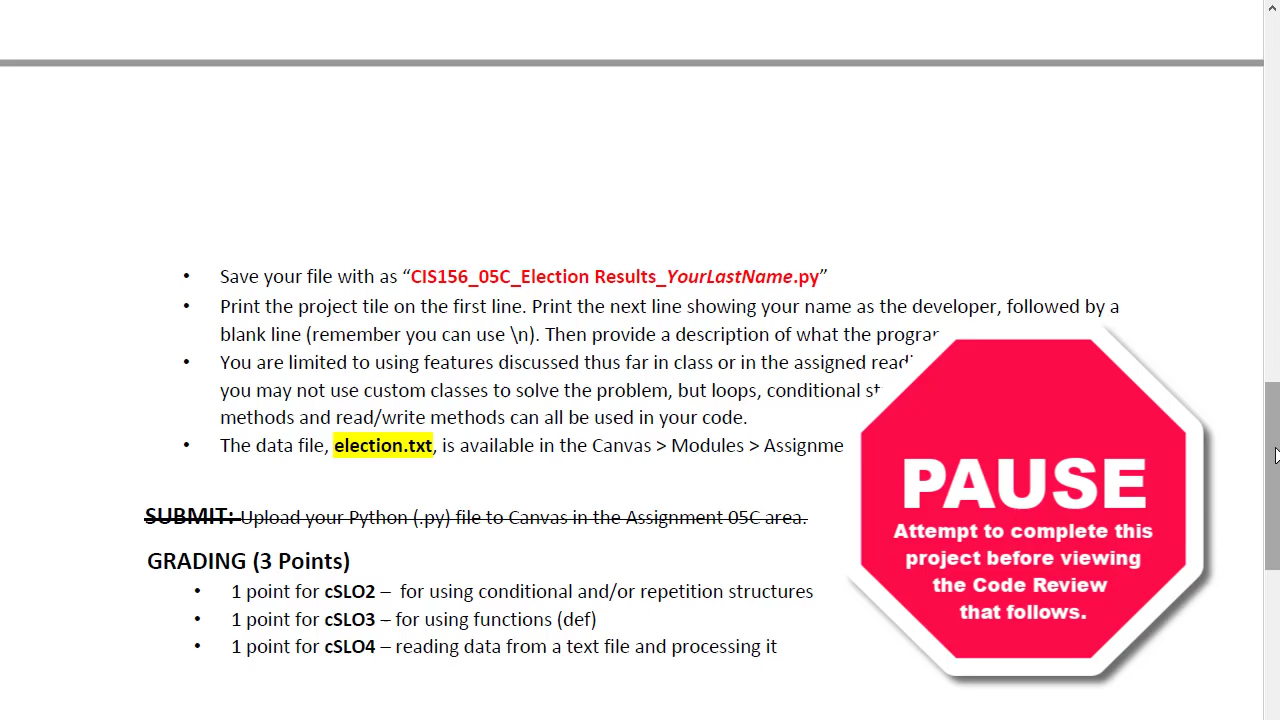 • Save your file with as “CIS156_05C_Election Results_YourLastName.py”
• Print the project tile on the first line. Print the next line showing your name as the developer, followed by a
blank line (remember you can use \n). Then provide a description of what the
• You are limited to using features discussed thus far in class or in the assigned
you may not use custom classes to solve the problem, but loops, conditional
methods and read/write methods can all be used in your code.
• The data file, election.txt, is available in the Canvas > Modules > Assignme
SUBMIT: Upload your Python (.py) file to Canvas in the Assignment 05C area.
GRADING (3 Points)
• 1 point for cSLO2 – for using conditional and/or repetition structures
• 1 point for cSLO3 – for using functions (def)
• 1 point for cSLO4 – reading data from a text file and processing it
PAUSE
Attempt to complete this
project before viewing
the Code Review
that follows.